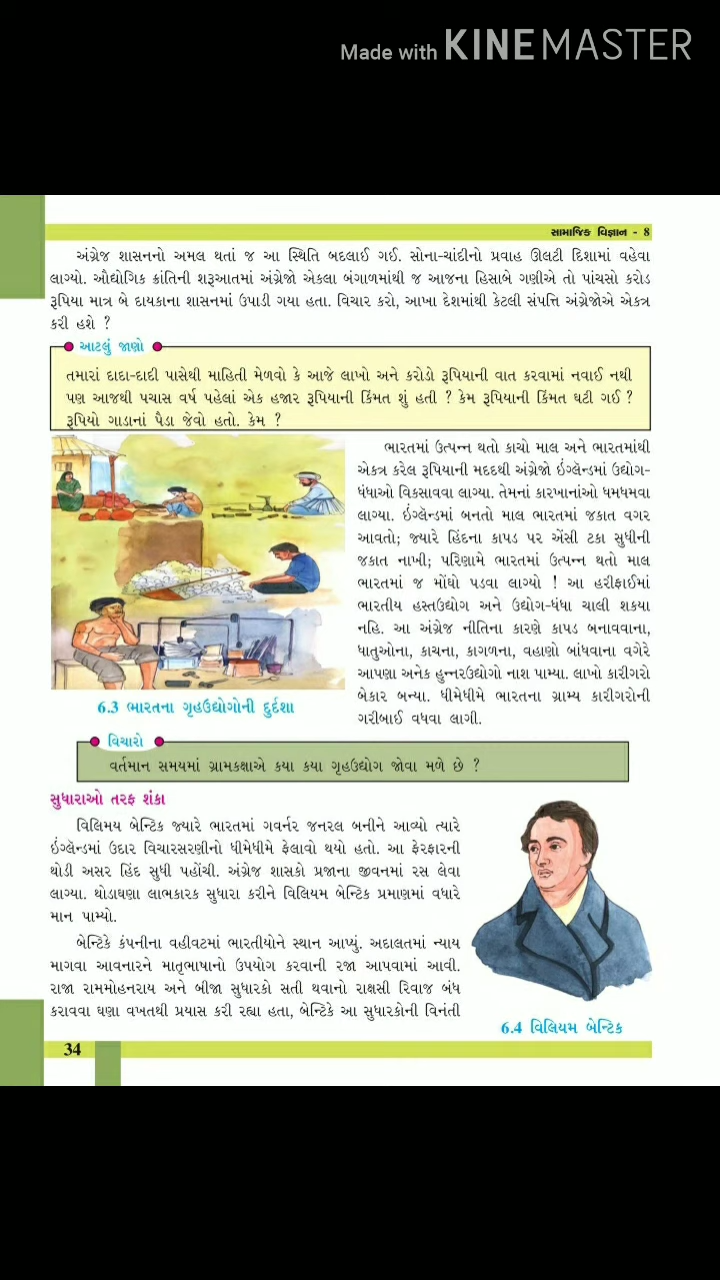 Made with KINEMASTER
સામાજિક વિજ્ઞાન - 8
અંગ્રેજ શાસનનો અમલ થતાં જ આ સ્થિતિ બદલાઈ ગઈ. સોના-ચાંદીનો પ્રવાહ ઊલટી દિશામાં વહેવા
લાગ્યો. ઔદ્યોગિક ક્રાંતિની શરૂઆતમાં અંગ્રેજો એકલા બંગાળમાંથી જ આજના હિસાબે ગણીએ તો પાંચસો કરોડ
રૂપિયા માત્ર બે દાયકાના શાસનમાં ઉપાડી ગયા હતા. વિચાર કરો, આખા દેશમાંથી કેટલી સંપત્તિ અંગ્રેજોએ એકત્ર
કરી હશે ?
આટલું જાણો
તમારાં દાદા-દાદી પાસેથી માહિતી મેળવો કે આજે લાખો અને કરોડો રૂપિયાની વાત કરવામાં નવાઈ નથી
પણ આજથી પચાસ વર્ષ પહેલાં એક હજાર રૂપિયાની કિંમત શું હતી ? કેમ રૂપિયાની કિંમત ઘટી ગઈ ?
રૂપિયો ગાડાનાં પૈડા જેવો હતો. કેમ ?
ભારતમાં ઉત્પન્ન થતો કાચો માલ અને ભારતમાંથી
એકત્ર કરેલ રૂપિયાની મદદથી અંગ્રેજો ઇંગ્લૅન્ડમાં ઉદ્યોગ-
ધંધાઓ વિકસાવવા લાગ્યા. તેમનાં કારખાનાંઓ ધમધમવા
લાગ્યા. ઇંગ્લૅન્ડમાં બનતો માલ ભારતમાં જકાત વગર
આવતો; જ્યારે હિંદના કાપડ પર એંસી ટકા સુધીની
જકાત નાખી; પરિણામે ભારતમાં ઉત્પન્ન થતો માલ
ભારતમાં જ મોંઘો પડવા લાગ્યો ! આ હરીફાઈમાં
ભારતીય હસ્તઉદ્યોગ અને ઉદ્યોગ-ધંધા ચાલી શક્યા
નહિ. આ અંગ્રેજ નીતિના કારણે કાપડ બનાવવાના,
ધાતુઓના, કાચના, કાગળના, વહાણો બાંધવાના વગેરે
આપણા અનેક હુન્નરઉદ્યોગો નાશ પામ્યા. લાખો કારીગરો
બેકાર બન્યા. ધીમેધીમે ભારતના ગ્રામ્ય કારીગરોની
ગરીબાઈ વધવા લાગી.
6.3 ભારતના ગૃહઉદ્યોગોની દુર્દશા
વિચારો
વર્તમાન સમયમાં ગ્રામકક્ષાએ કયા કયા ગૃહઉદ્યોગ જોવા મળે છે ?
સુધારાઓ તરફ શંકા
વિલિમય બેન્ટિક જ્યારે ભારતમાં ગવર્નર જનરલ બનીને આવ્યો ત્યારે
ઇંગ્લૅન્ડમાં ઉદાર વિચારસરણીનો ધીમેધીમે ફેલાવો થયો હતો. આ ફેરફારની
થોડી અસર હિંદ સુધી પહોંચી. અંગ્રેજ શાસકો પ્રજાના જીવનમાં રસ લેવા
લાગ્યા. થોડાઘણા લાભકારક સુધારા કરીને વિલિયમ બેન્ટિક પ્રમાણમાં વધારે
માન પામ્યો.
બેન્ટિકે કંપનીના વહીવટમાં ભારતીયોને સ્થાન આપ્યું. અદાલતમાં ન્યાય
માગવા આવનારને માતૃભાષાનો ઉપયોગ કરવાની રજા આપવામાં આવી.
રાજા રામમોહનરાય અને બીજા સુધારકો સતી થવાનો રાક્ષસી રિવાજ બંધ
કરાવવા ઘણા વખતથી પ્રયાસ કરી રહ્યા હતા, બેન્ટિકે આ સુધારકોની વિનંતી
6.4 વિલિયમ બેન્ટિક
34